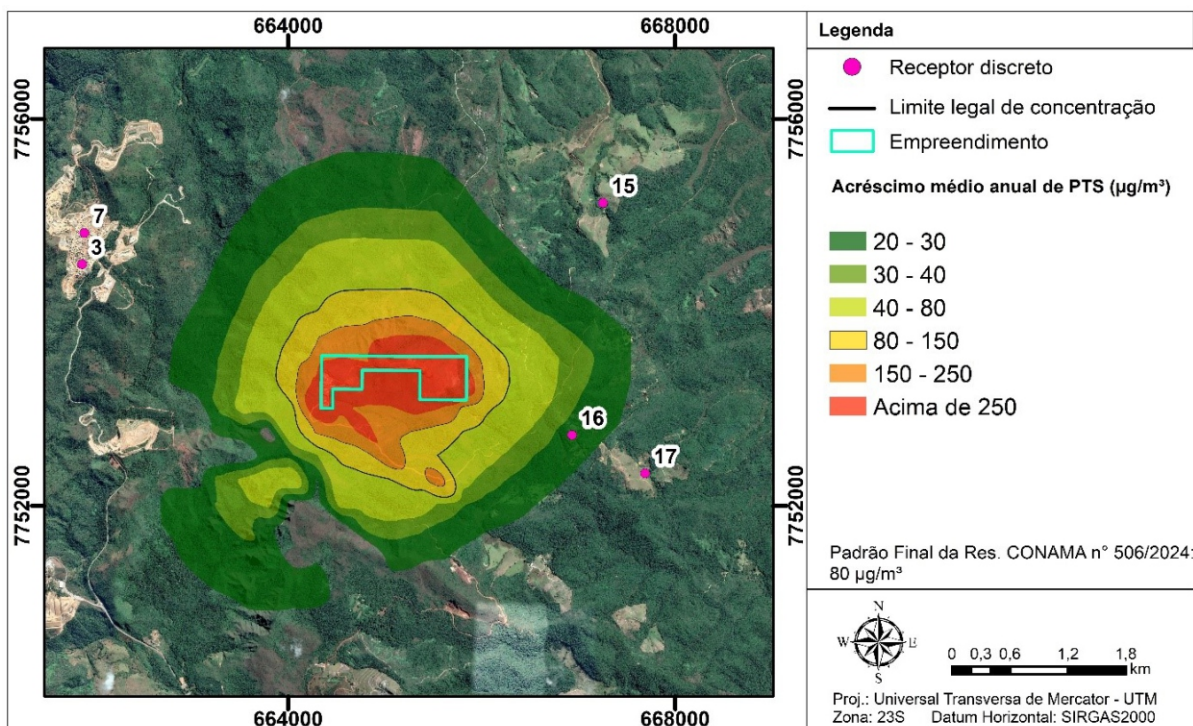 664000
668000
7756000
7756000
7752000
7752000
664000
668000
7
3
15
16
17
Legenda
Receptor discreto
Limite legal de concentração
Empreendimento
Acréscimo médio anual de PTS (µg/m³)
20 - 30
30 - 40
40 - 80
80 - 150
150 - 250
Acima de 250
Padrão Final da Res. CONAMA n° 506/2024:
80 µg/m³
N
W E
S
0 0,3 0,6 1,2 1,8
km
Proj.: Universal Transversa de Mercator - UTM
Zona: 23S Datum Horizontal: SIRGAS2000